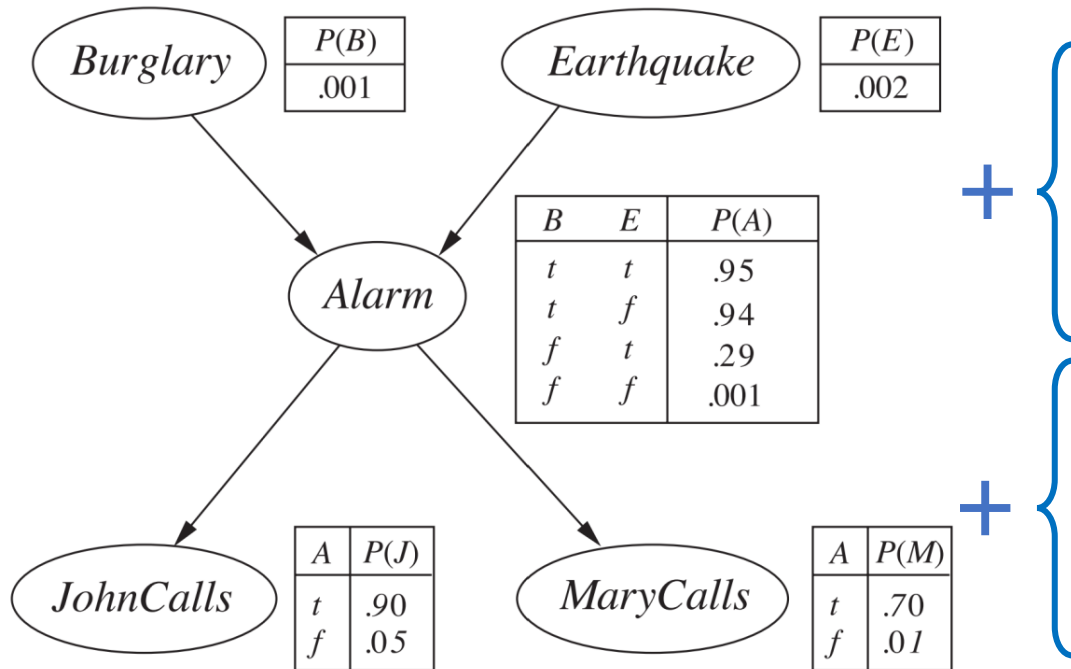 Burglary
P(B)
.001
Earthquake
P(E)
.002
+
B E P(A)
t t .95
t f .94
f t .29
f f .001
Alarm
+
JohnCalls
A P(J)
t .90
f .05
MaryCalls
A P(M)
t .70
f .01